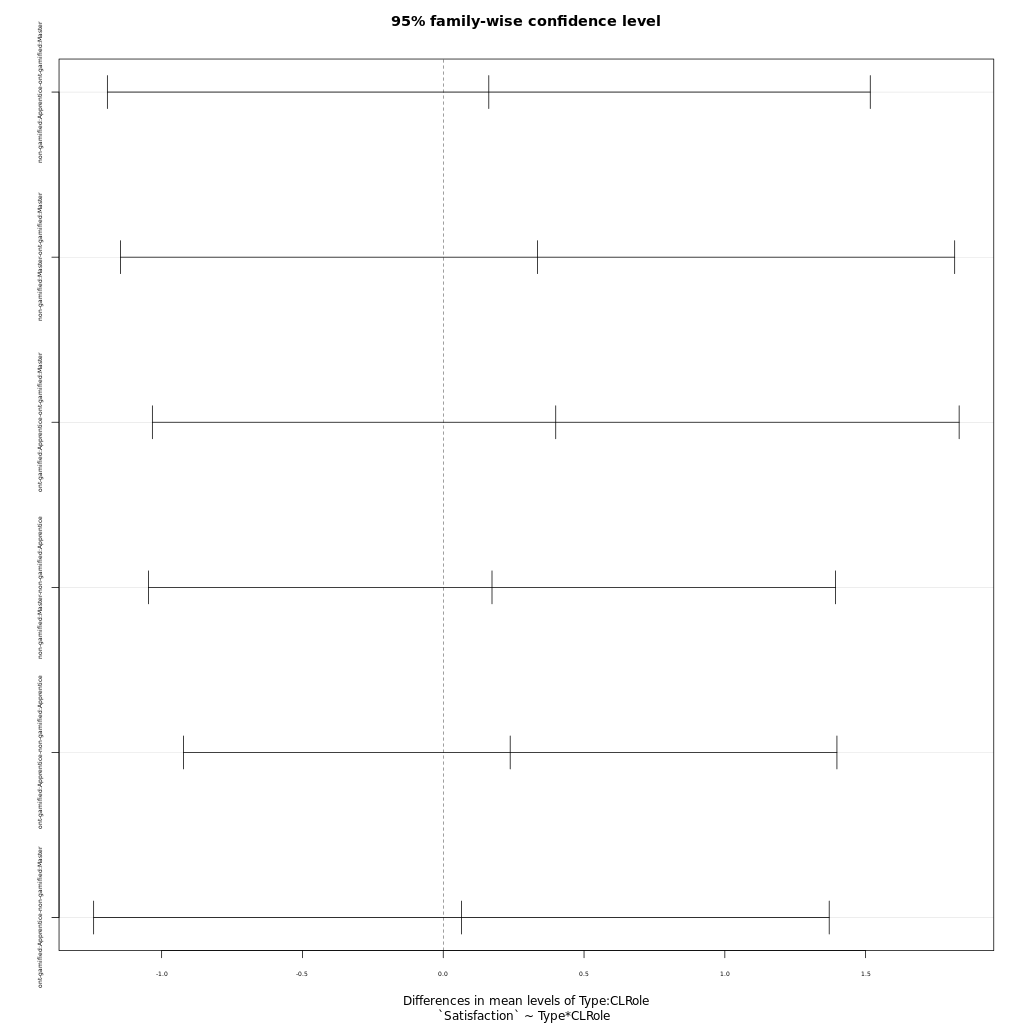 95% family-wise confidence level
non-gamified:Apprentice-ont-gamified:Master
non-gamified:Master-ont-gamified:Master
ont-gamified:Apprentice-ont-gamified:Master
non-gamified:Master-non-gamified:Apprentice
ont-gamified:Apprentice-non-gamified:Apprentice
ont-gamified:Apprentice-non-gamified:Master
-1.0 -0.5 0.0 0.5 1.0 1.5
Differences in mean levels of Type:CLRole
`Satisfaction` ~ Type*CLRole